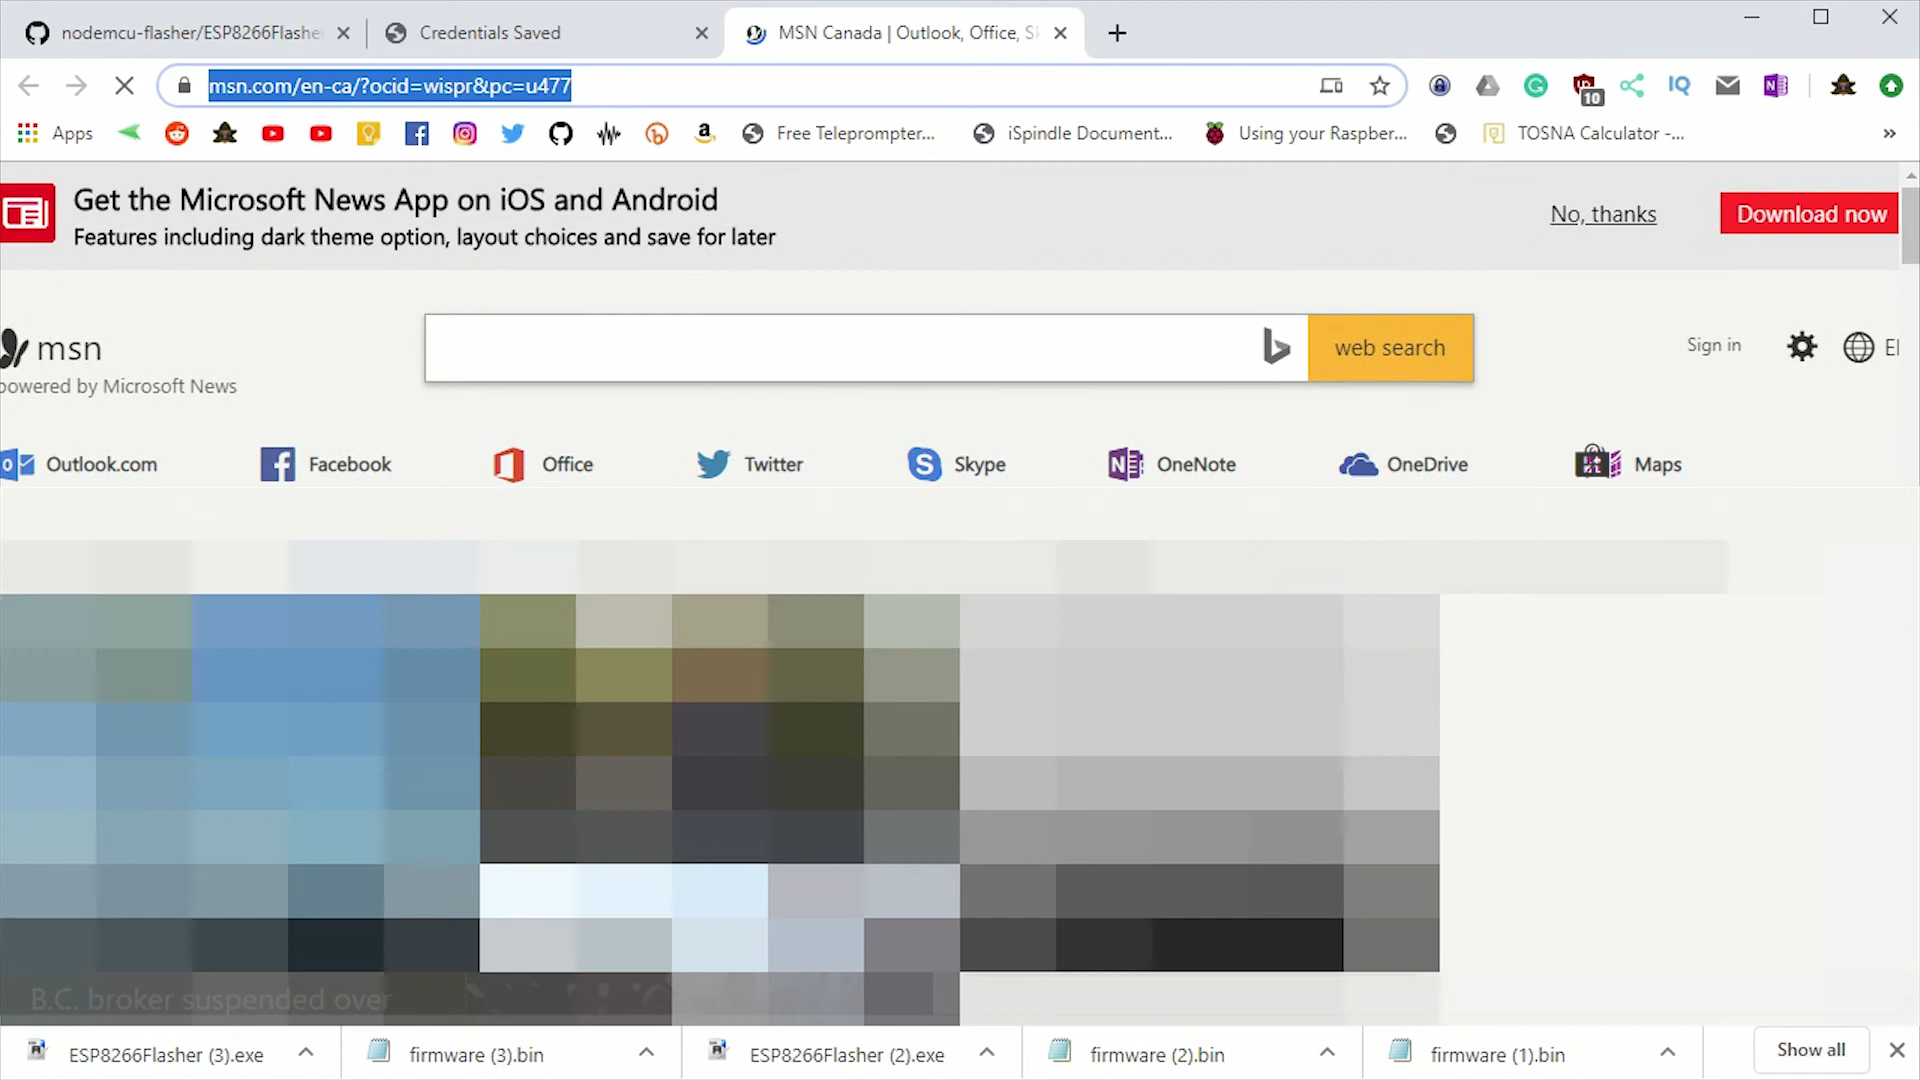 nodemcu-flasher/ESP8266Flashe
Credentials Saved
MSN Canada | Outlook, Office, S
msn.com/en-ca/?ocid=wispr&pc=u477
10
IQ
Apps
Free Teleprompter...
iSpindle Document...
Using your Raspber...
TOSNA Calculator -...
Get the Microsoft News App on iOS and Android
Features including dark theme option, layout choices and save for later
No, thanks
Download now
msn
powered by Microsoft News
web search
Sign in
Outlook.com
Facebook
Office
Twitter
Skype
OneNote
OneDrive
Maps
B.C. broker suspended over
ESP8266Flasher (3).exe
firmware (3).bin
ESP8266Flasher (2).exe
firmware (2).bin
firmware (1).bin
Show all